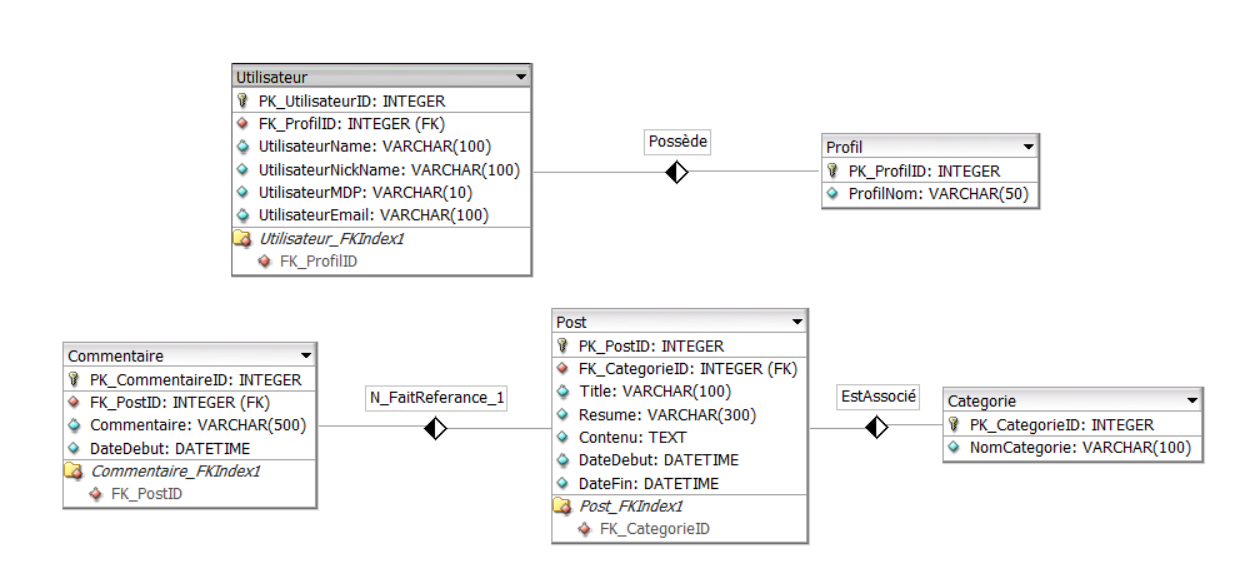 Utilisateur
PK_UtilisateurID: INTEGER
FK_ProfilID: INTEGER (FK)
UtilisateurName: VARCHAR(100)
UtilisateurNickName: VARCHAR(100)
UtilisateurMDP: VARCHAR(10)
UtilisateurEmail: VARCHAR(100)
Utilisateur_FKIndex1
FK_ProfilID
Possède
Profil
PK_ProfilID: INTEGER
ProfilNom: VARCHAR(50)
Commentaire
PK_CommentaireID: INTEGER
FK_PostID: INTEGER (FK)
Commentaire: VARCHAR(500)
DateDebut: DATETIME
Commentaire_FKIndex1
FK_PostID
N_FaitReferance_1
Post
PK_PostID: INTEGER
FK_CategorieID: INTEGER (FK)
Title: VARCHAR(100)
Resume: VARCHAR(300)
Contenu: TEXT
DateDebut: DATETIME
DateFin: DATETIME
Post_FKIndex1
FK_CategorieID
EstAssocié
Categorie
PK_CategorieID: INTEGER
NomCategorie: VARCHAR(100)